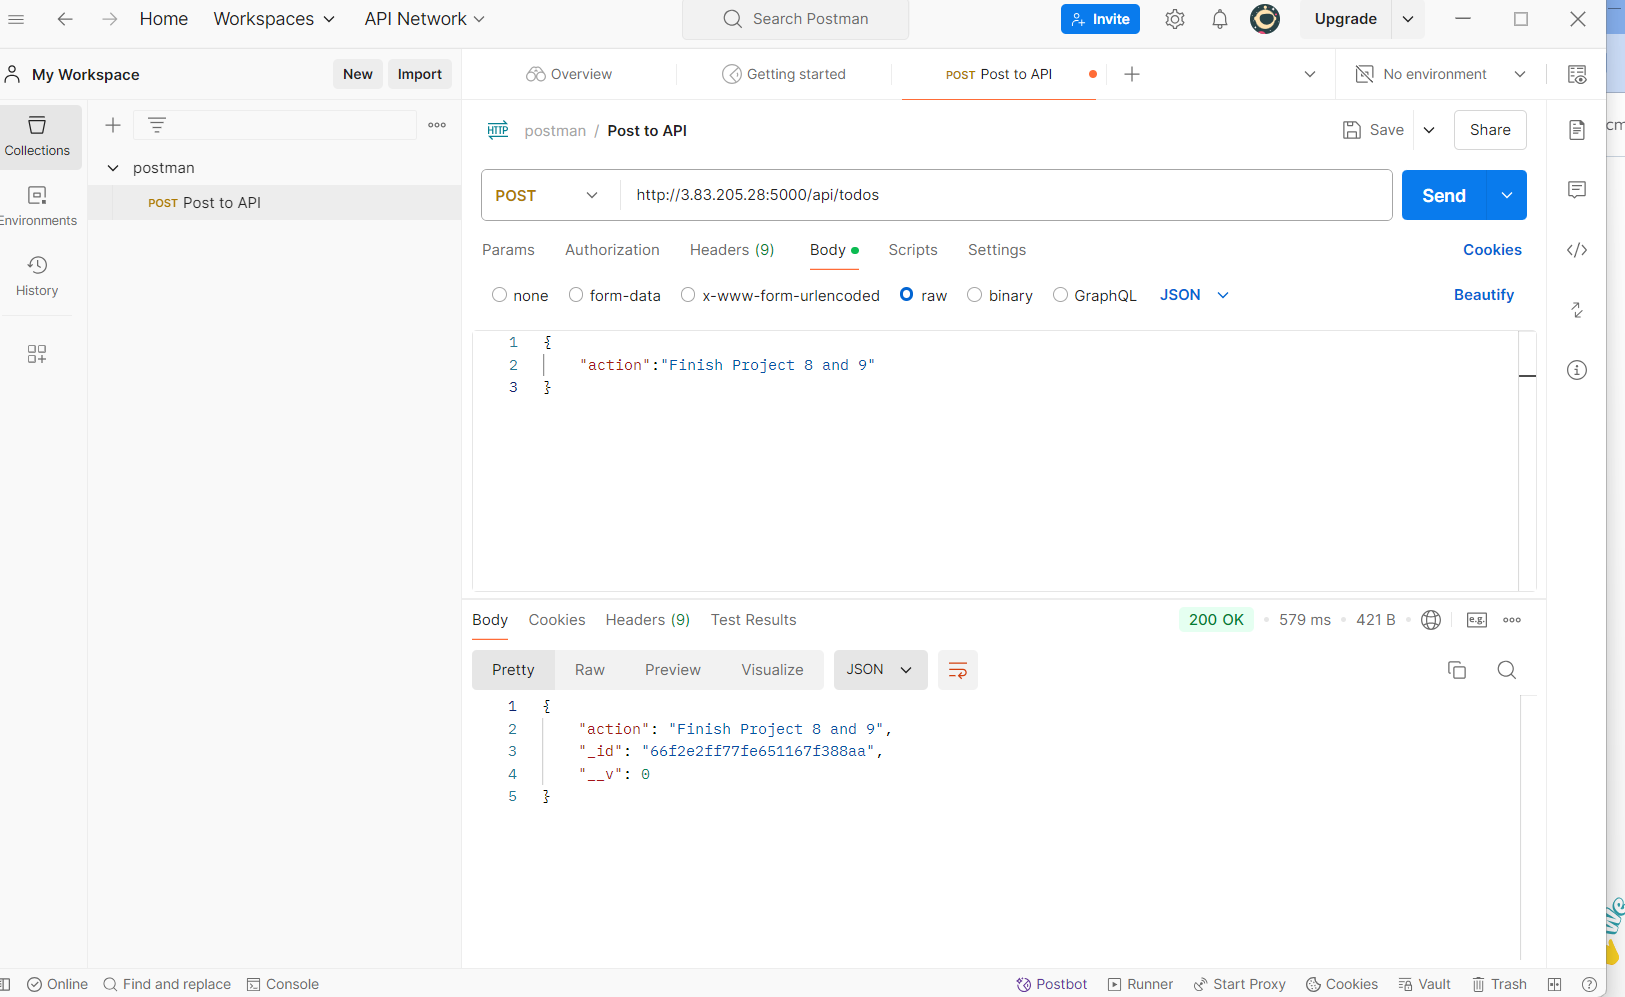 Home Workspaces API Network Search Postman Invite Upgrade
My Workspace New Import Overview Getting started POST Post to API No environment
Collections
Environments
History
postman
POST Post to API
HTTP postman / Post to API Save Share
POST http://3.83.205.28:5000/api/todos Send
Params Authorization Headers (9) Body Scripts Settings Cookies
none form-data x-www-form-urlencoded raw binary GraphQL JSON Beautify
1 {
2 "action":"Finish Project 8 and 9"
3 }
Body Cookies Headers (9) Test Results 200 OK 579 ms 421 B e.g.
Pretty Raw Preview Visualize JSON
1 {
2 "action": "Finish Project 8 and 9",
3 "_id": "66f2e2ff77fe651167f388aa",
4 "__v": 0
5 }
Online Find and replace Console Postbot Runner Start Proxy Cookies Vault Trash